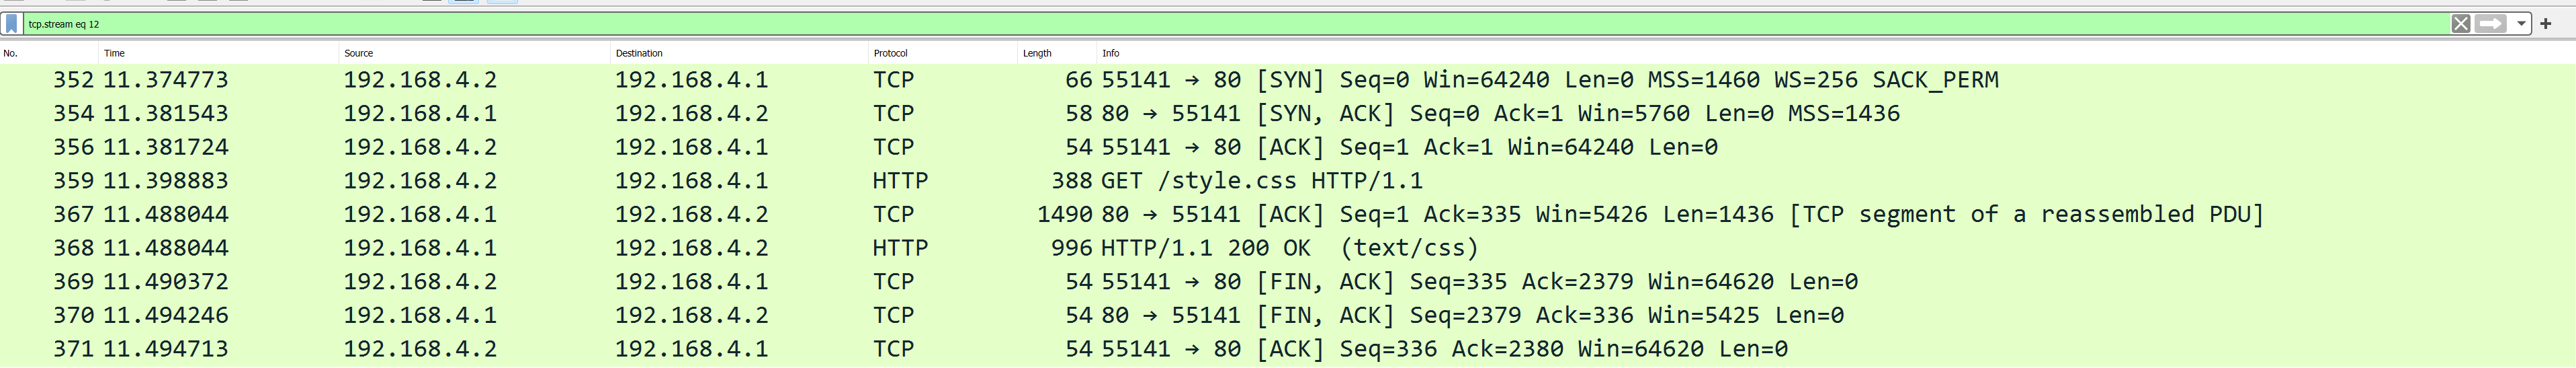 tcp.stream eq 12
No. Time Source Destination Protocol Length Info
352 11.374773 192.168.4.2 192.168.4.1 TCP 66 55141 → 80 [SYN] Seq=0 Win=64240 Len=0 MSS=1460 WS=256 SACK_PERM
354 11.381543 192.168.4.1 192.168.4.2 TCP 58 80 → 55141 [SYN, ACK] Seq=0 Ack=1 Win=5760 Len=0 MSS=1436
356 11.381724 192.168.4.2 192.168.4.1 TCP 54 55141 → 80 [ACK] Seq=1 Ack=1 Win=64240 Len=0
359 11.398883 192.168.4.2 192.168.4.1 HTTP 388 GET /style.css HTTP/1.1
367 11.488044 192.168.4.1 192.168.4.2 TCP 1490 80 → 55141 [ACK] Seq=1 Ack=335 Win=5426 Len=1436 [TCP segment of a reassembled PDU]
368 11.488044 192.168.4.1 192.168.4.2 HTTP 996 HTTP/1.1 200 OK  (text/css)
369 11.490372 192.168.4.2 192.168.4.1 TCP 54 55141 → 80 [FIN, ACK] Seq=335 Ack=2379 Win=64620 Len=0
370 11.494246 192.168.4.1 192.168.4.2 TCP 54 80 → 55141 [FIN, ACK] Seq=2379 Ack=336 Win=5425 Len=0
371 11.494713 192.168.4.2 192.168.4.1 TCP 54 55141 → 80 [ACK] Seq=336 Ack=2380 Win=64620 Len=0